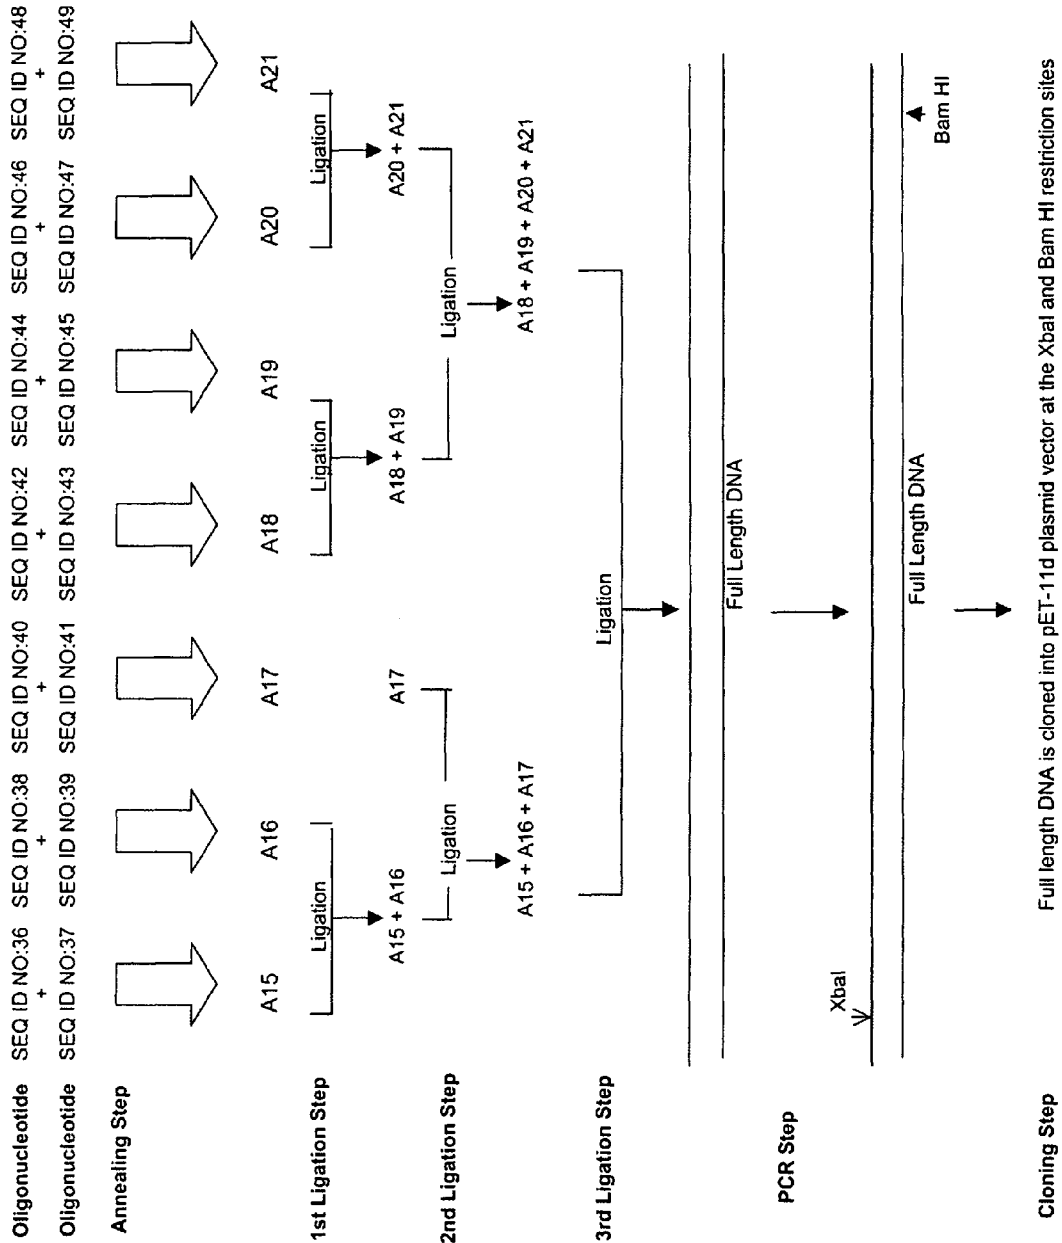 Oligonucleotide SEQ ID NO:36 SEQ ID NO:38 SEQ ID NO:40 SEQ ID NO:42 SEQ ID NO:44 SEQ ID NO:46 SEQ ID NO:48
+ + + + + + +
Oligonucleotide SEQ ID NO:37 SEQ ID NO:39 SEQ ID NO:41 SEQ ID NO:43 SEQ ID NO:45 SEQ ID NO:47 SEQ ID NO:49
Annealing Step
A15 A16 A17 A18 A19 A20 A21
1st Ligation Step Ligation Ligation Ligation
A15 + A16 A17 A18 + A19 A20 + A21
2nd Ligation Step Ligation Ligation
A15 + A16 + A17 A18 + A19 + A20 + A21
3rd Ligation Step Ligation
Full Length DNA
PCR Step
XbaI
Full Length DNA
Bam HI
Cloning Step Full length DNA is cloned into pET-11d plasmid vector at the XbaI and Bam HI restriction sites